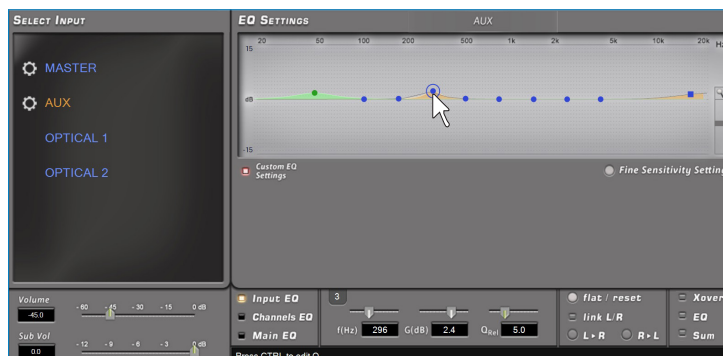 SELECT INPUT
MASTER
AUX
OPTICAL 1
OPTICAL 2
EQ SETTINGS AUX
20 50 100 200 500 1k 2k 5k 10k 20k Hz
15
dB
-15
Custom EQ
Settings
Fine Sensitivity Setting
Volume
-45.0
-60 -45 -30 -15 0 dB
Sub Vol
0.0
-12 -9 -6 -3 0 dB
Input EQ
Channels EQ
Main EQ
3
f(Hz) 296 G(dB) 2.4 QRel 5.0
flat / reset
link L/R
L▸R R▸L
Xover
EQ
Sum
Press CTRL to edit Q